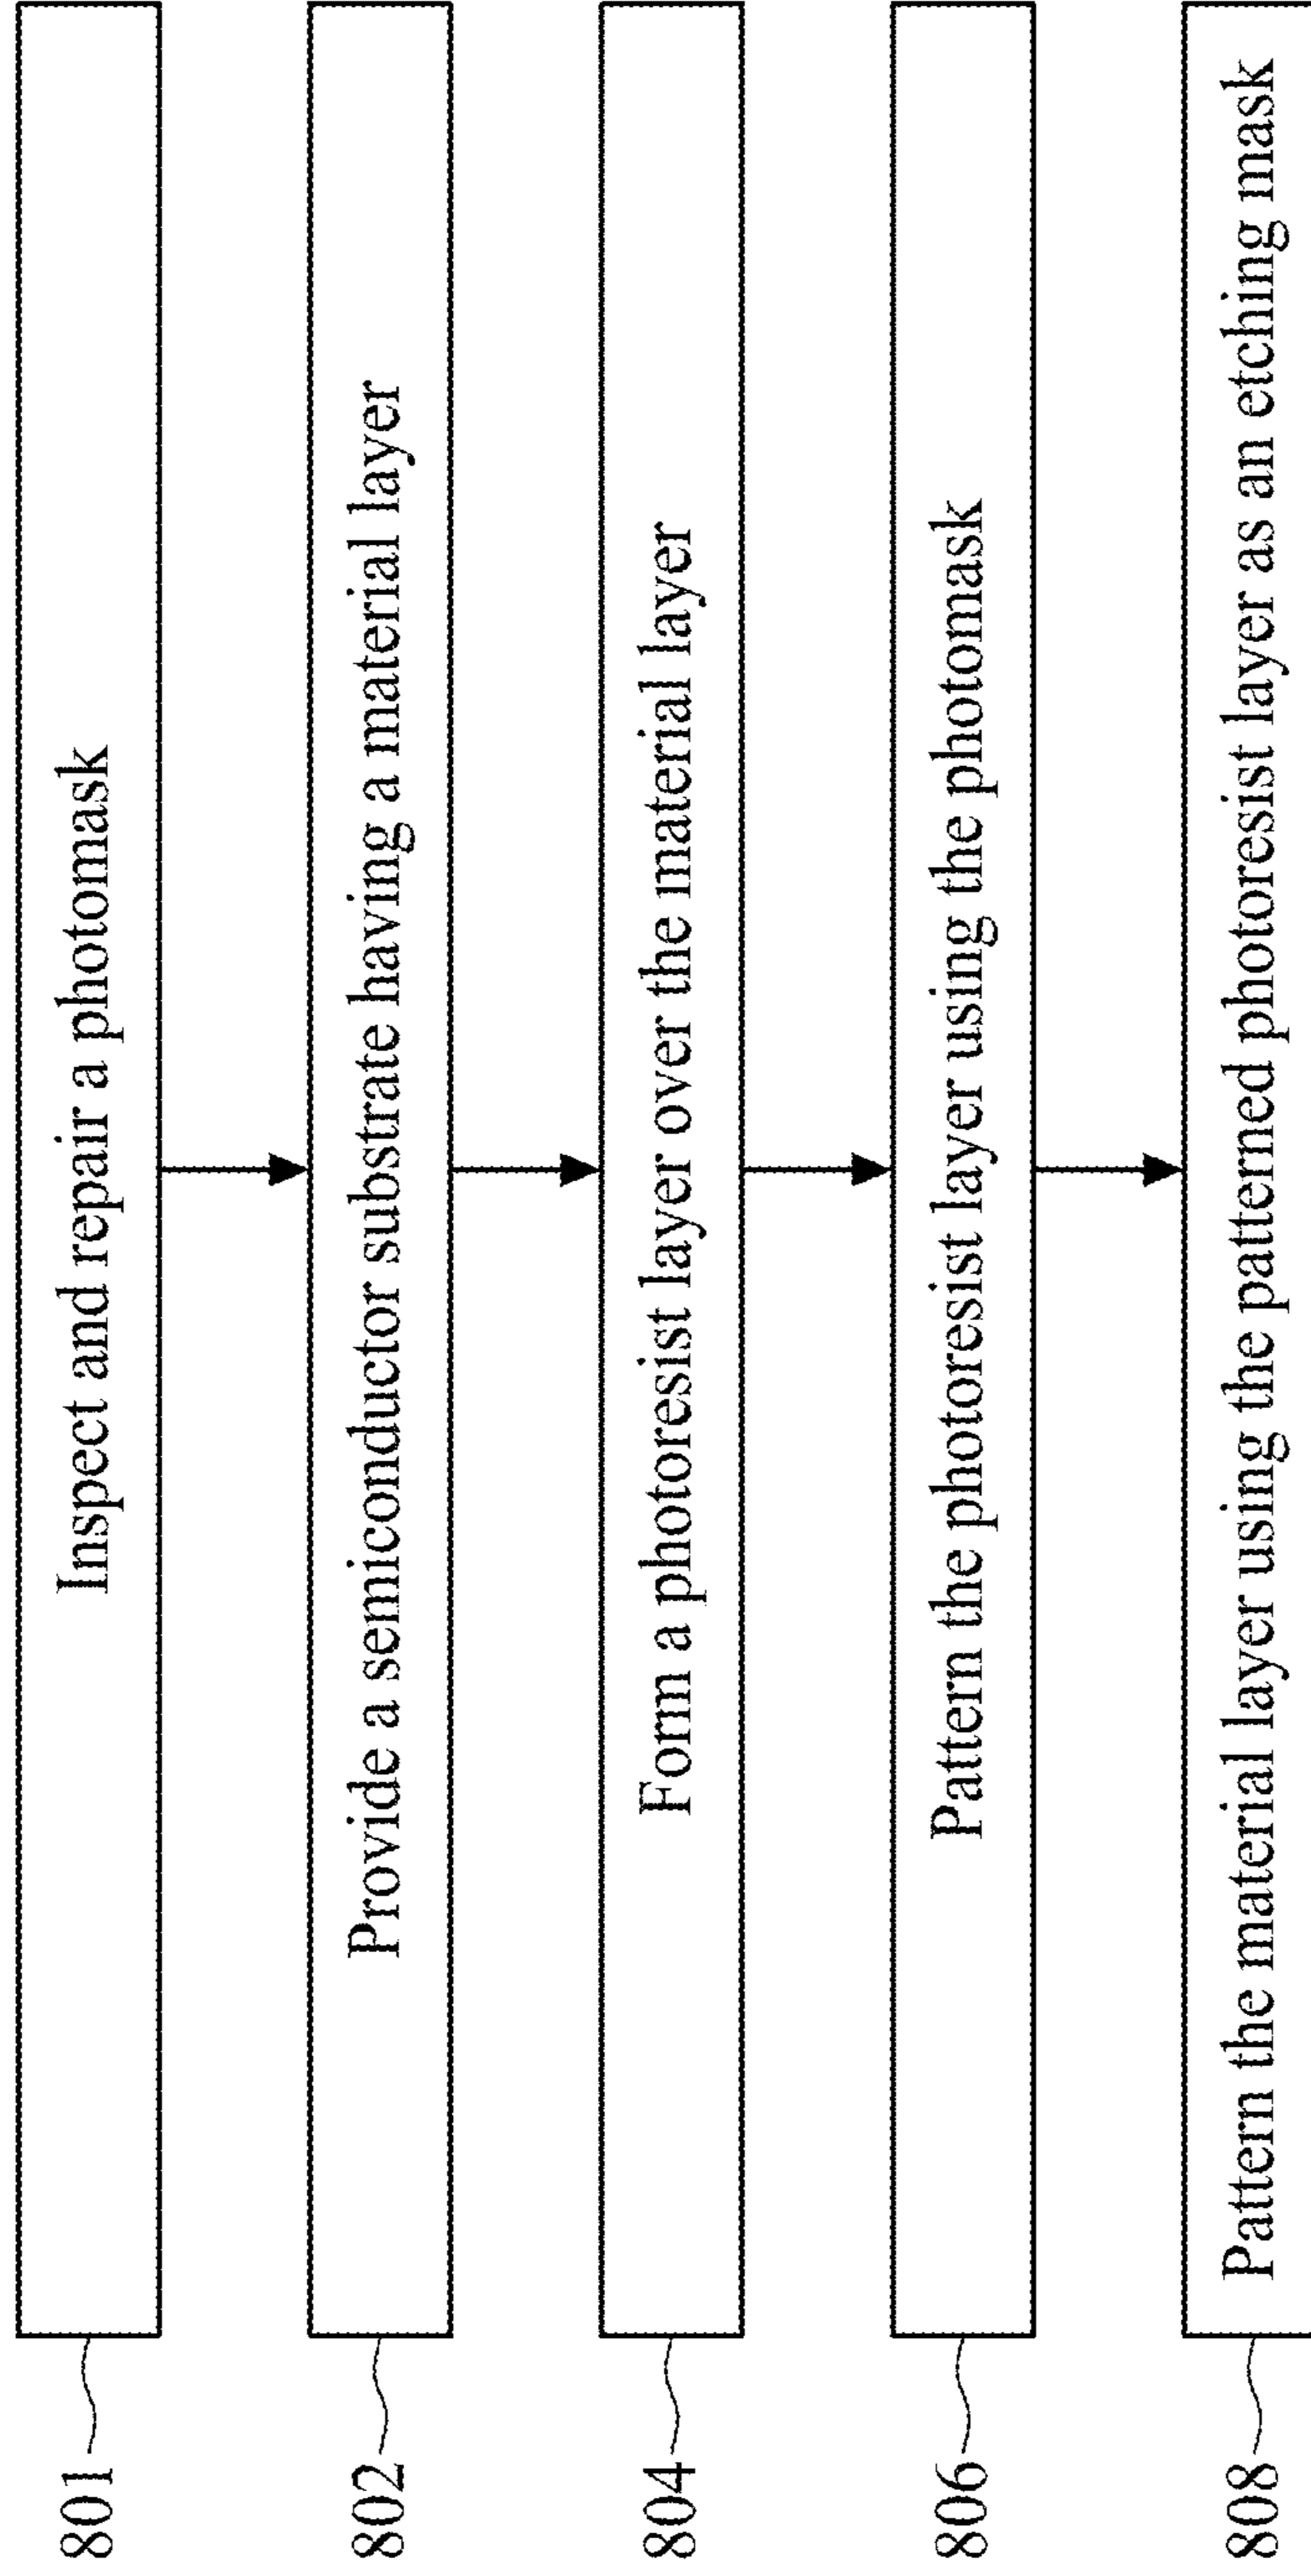 801
Inspect and repair a photomask
802
Provide a semiconductor substrate having a material layer
804
Form a photoresist layer over the material layer
806
Pattern the photoresist layer using the photomask
808
Pattern the material layer using the patterned photoresist layer as an etching mask